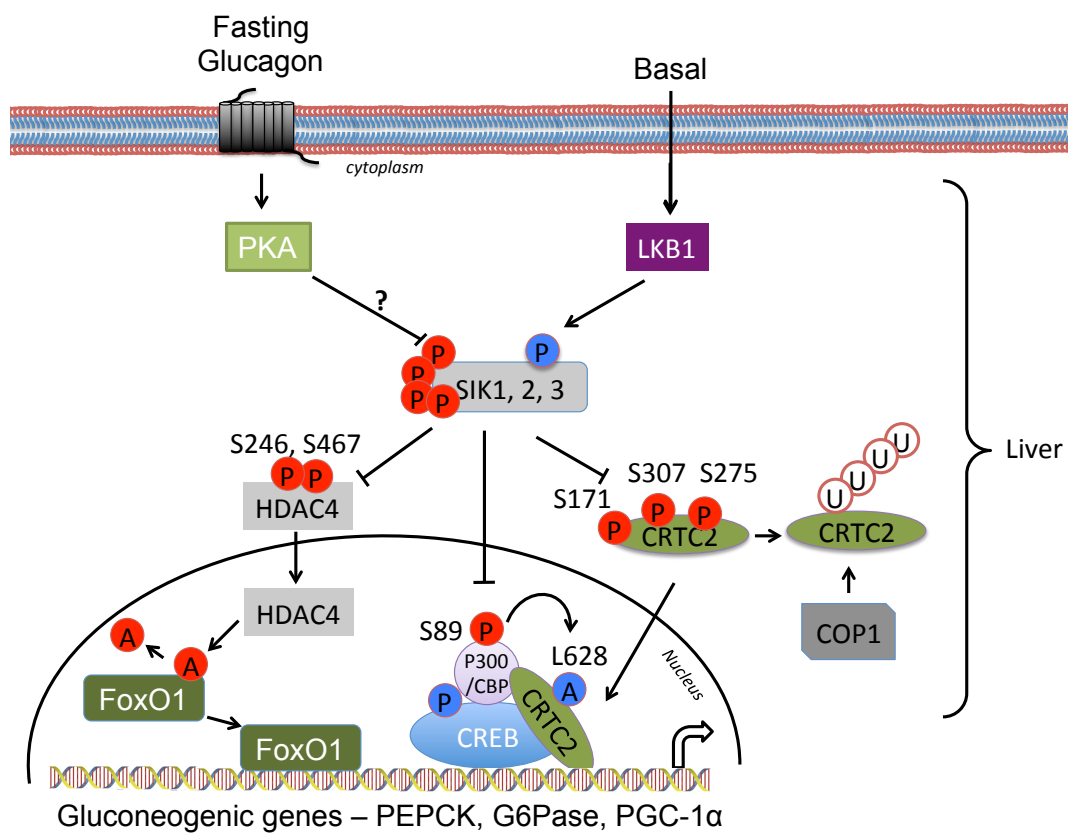 Fasting
Glucagon
Basal
cytoplasm
PKA
LKB1
?
P
P
P
P
P
SIK1, 2, 3
S246, S467
P
P
HDAC4
S307
S275
S171
P
P
P
CRTC2
U
U
U
U
CRTC2
COP1
Liver
HDAC4
A
A
FoxO1
FoxO1
S89
P
P300
/CBP
L628
A
P
CREB
CRTC2
Nucleus
Gluconeogenic genes – PEPCK, G6Pase, PGC-1α